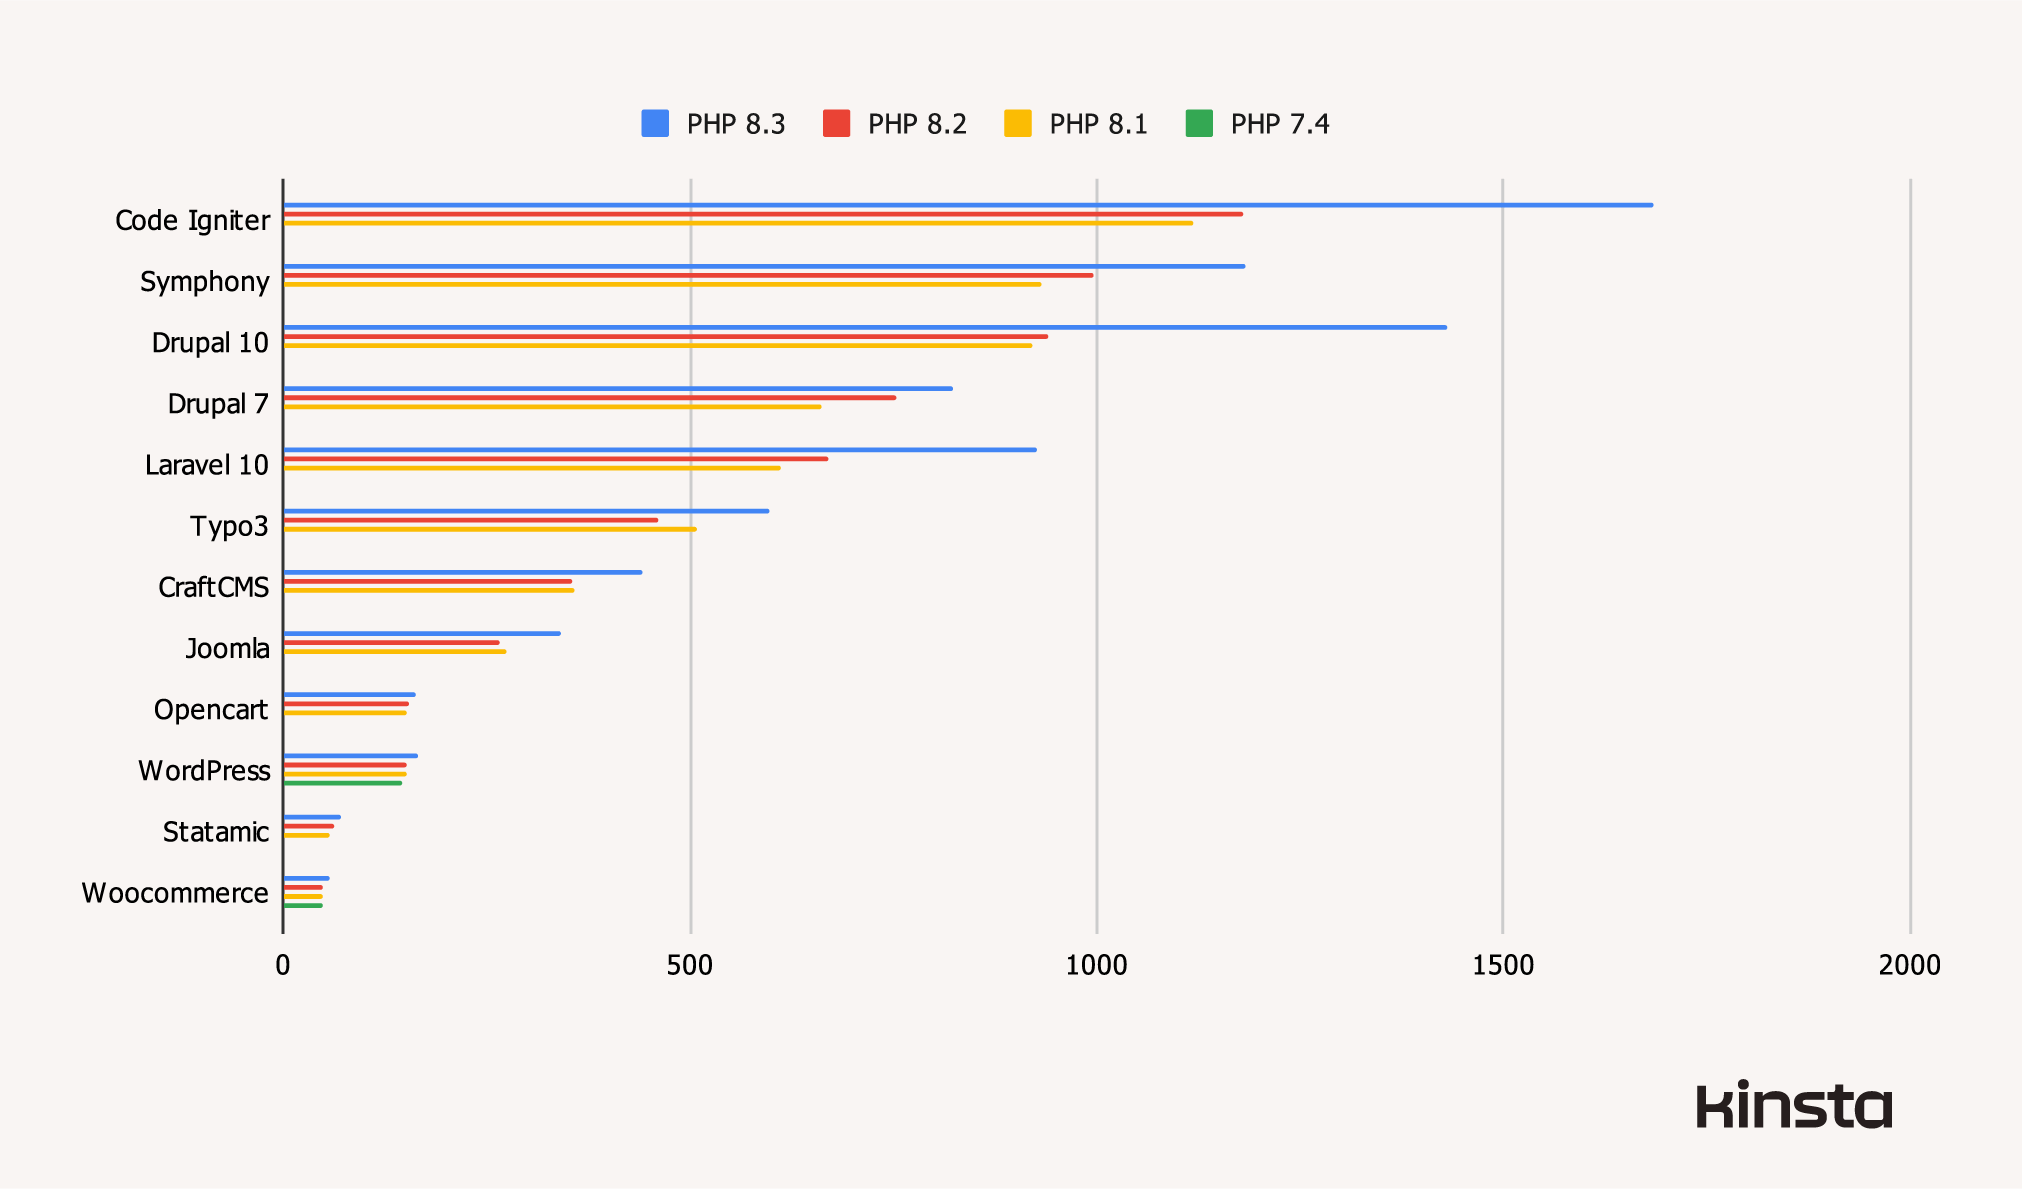 PHP 8.3 PHP 8.2 PHP 8.1 PHP 7.4
Code Igniter
Symphony
Drupal 10
Drupal 7
Laravel 10
Typo3
CraftCMS
Joomla
Opencart
WordPress
Statamic
Woocommerce
0 500 1000 1500 2000
kinsta